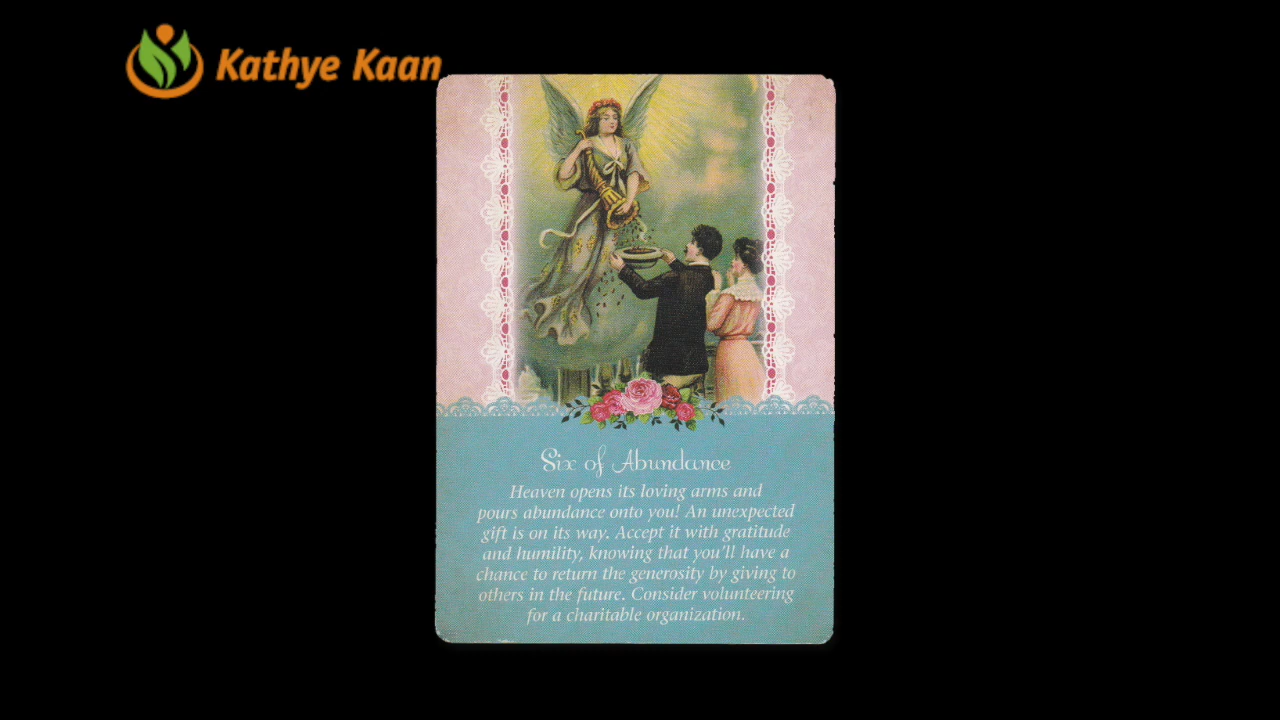 Kathye Kaan
Six of Abundance
Heaven opens its loving arms and
pours abundance onto you! An unexpected
gift is on its way. Accept it with gratitude
and humility, knowing that you'll have a
chance to return the generosity by giving to
others in the future. Consider volunteering
for a charitable organization.